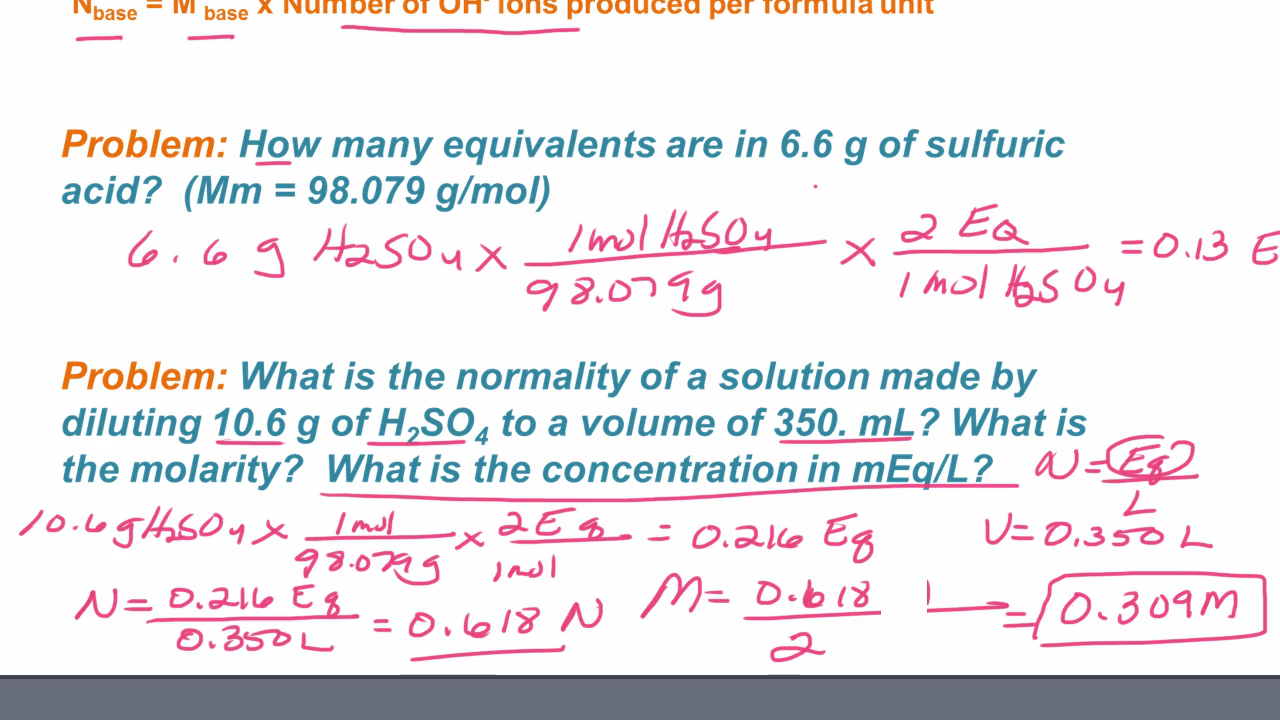 N base = M base x Number of OH- ions produced per formula unit
Problem: How many equivalents are in 6.6 g of sulfuric
acid? (Mm = 98.079 g/mol)
6.6 g H2SO4 x 1mol H2SO4 / 98.079g x 2 Eq / 1mol H2SO4 = 0.13 E
Problem: What is the normality of a solution made by
diluting 10.6 g of H2SO4 to a volume of 350. mL? What is
the molarity? What is the concentration in mEq/L?
N = Eq / L
10.6g H2SO4 x 1mol / 98.079g x 2 Eq / 1mol = 0.216 Eq
V = 0.350 L
N = 0.216 Eq / 0.350L = 0.618 N
M = 0.618 / 2 = 0.309M